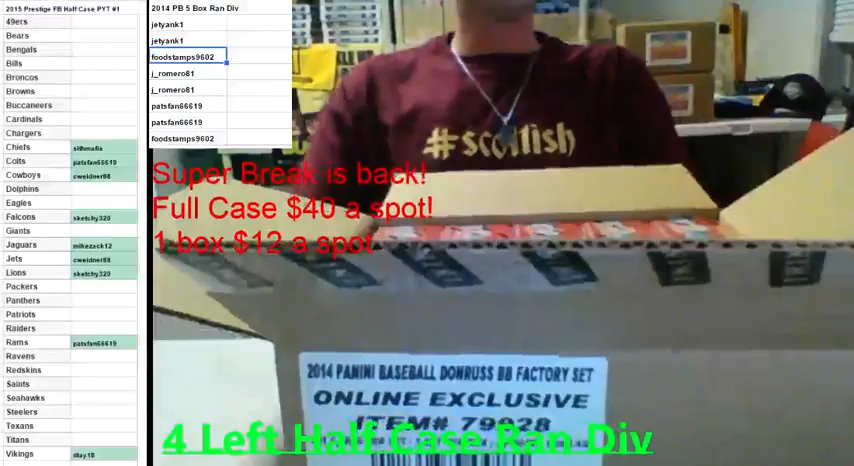 2015 Prestige FB Half Case PYT #1
49ers
Bears
Bengals
Bills
Broncos
Browns
Buccaneers
Cardinals
Chargers
Chiefs sithmafia
Colts patsfan66619
Cowboys cweidner88
Dolphins
Eagles
Falcons sketchy320
Giants
Jaguars mikezack12
Jets cweidner88
Lions sketchy320
Packers
Panthers
Patriots
Raiders
Rams patsfan66619
Ravens
Redskins
Saints
Seahawks
Steelers
Texans
Titans
Vikings dlay18
2014 PB 5 Box Ran Div
jetyank1
jetyank1
foodstamps9602
j_romero81
j_romero81
patsfan66619
patsfan66619
foodstamps9602
#scottish
Super Break is back!
Full Case $40 a spot!
1 box $12 a spot
2014 PANINI BASEBALL DONRUSS BB FACTORY SET
ONLINE EXCLUSIVE
ITEM# 79028
4 Left Half Case Ran Div